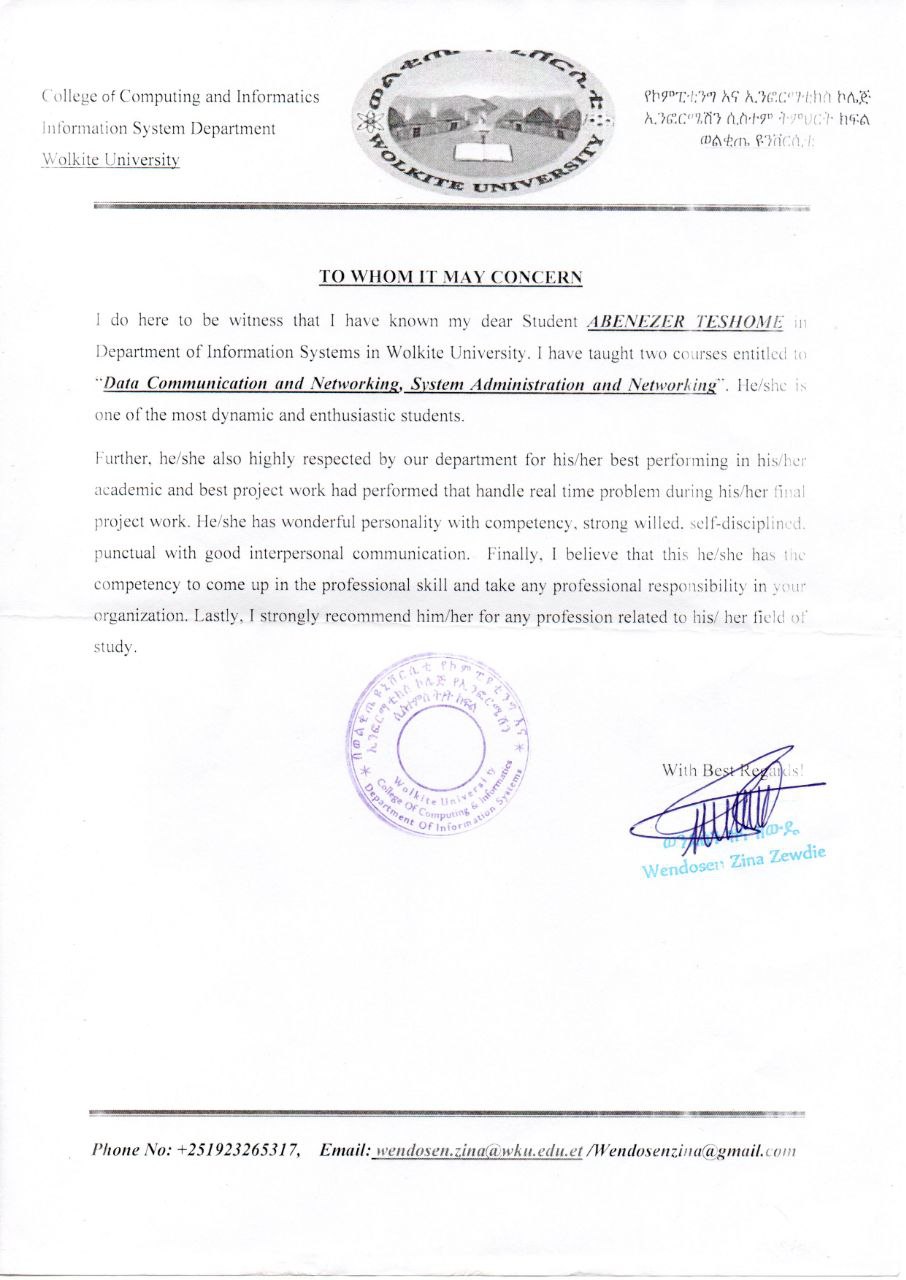 College of Computing and Informatics
Information System Department
Wolkite University
ወልቂጤ ዩኒቨርሲቲ
WOLKITE UNIVERSITY
የኮምፒቲንግ እና ኢንፎርማቲክስ ኮሌጅ
ኢንፎርሜሽን ሲስተም ትምህርት ክፍል
ወልቂጤ ዩንቨርሲቲ
TO WHOM IT MAY CONCERN
I do here to be witness that I have known my dear Student ABENEZER TESHOME in
Department of Information Systems in Wolkite University. I have taught two courses entitled to
“Data Communication and Networking, System Administration and Networking”. He/she is
one of the most dynamic and enthusiastic students.
Further, he/she also highly respected by our department for his/her best performing in his/her
academic and best project work had performed that handle real time problem during his/her final
project work. He/she has wonderful personality with competency, strong willed, self-disciplined,
punctual with good interpersonal communication. Finally, I believe that this he/she has the
competency to come up in the professional skill and take any professional responsibility in your
organization. Lastly, I strongly recommend him/her for any profession related to his/ her field of
study.
በወልቂጤ ዩኒቨርሲቲ የኮምፒዩቲንግ እና
ኢንፎርማቲክስ ኮሌጅ የኢንፎርሜሽን
ሲስተምስ ት/ት ክፍል
Wolkite University
College Of Computing & Informatics
Department Of Information Systems
With Best Regards!
ዘውዴ
Wendosen Zina Zewdie
Phone No: +251923265317, Email: wendosen.zina@wku.edu.et /Wendosenzina@gmail.com